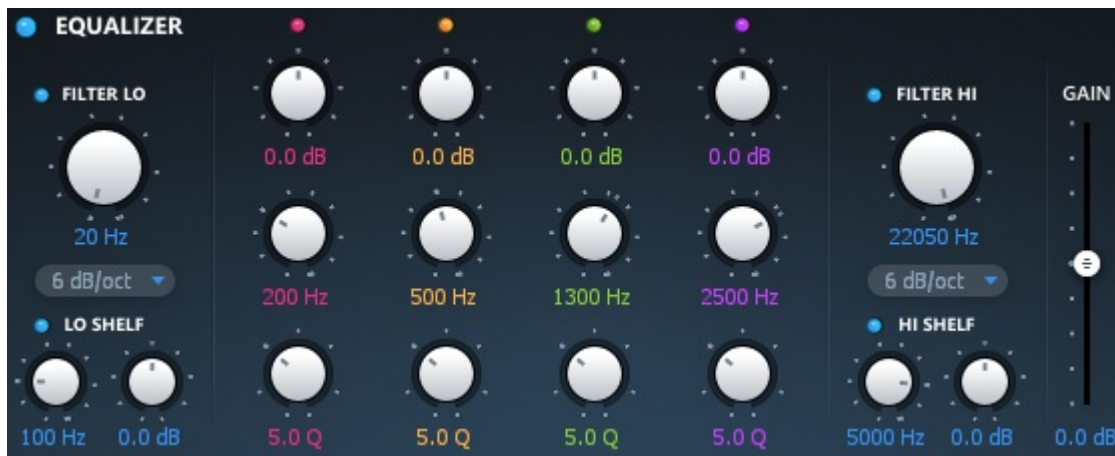 EQUALIZER
FILTER LO
20 Hz
6 dB/oct
LO SHELF
100 Hz 0.0 dB
0.0 dB 0.0 dB 0.0 dB 0.0 dB
200 Hz 500 Hz 1300 Hz 2500 Hz
5.0 Q 5.0 Q 5.0 Q 5.0 Q
FILTER HI
22050 Hz
6 dB/oct
HI SHELF
5000 Hz 0.0 dB
GAIN
0.0 dB